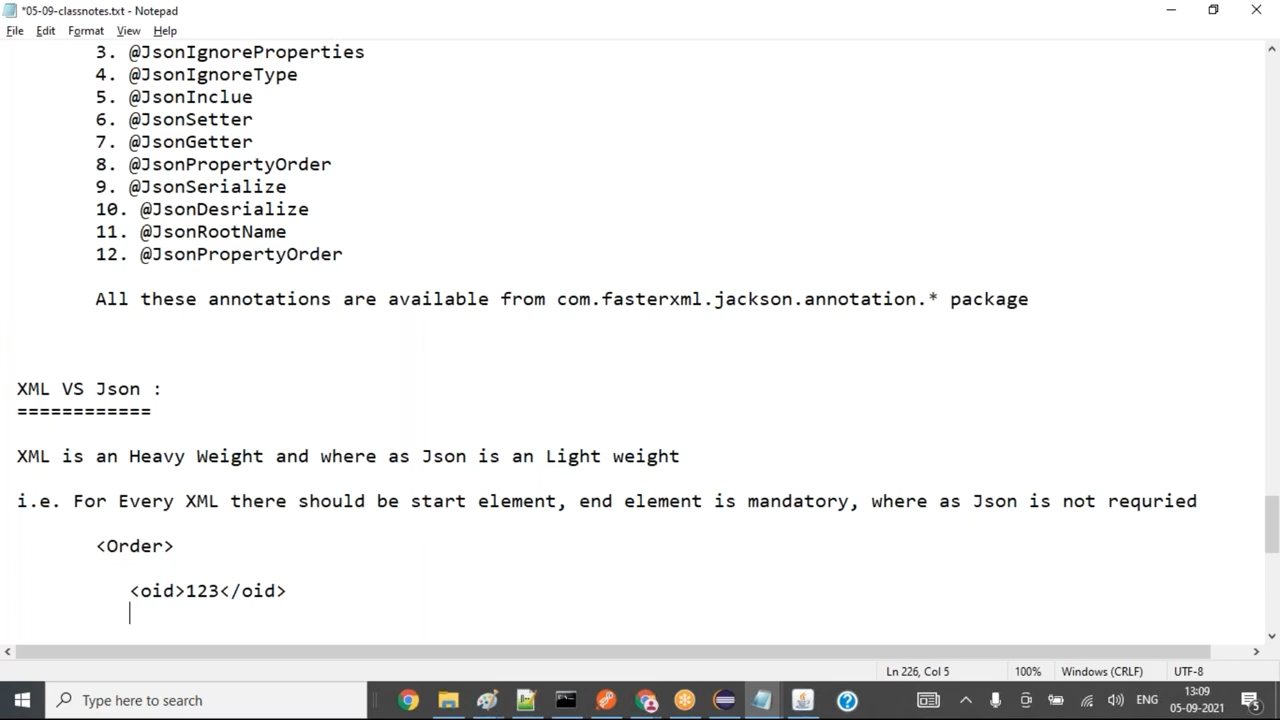 *05-09-classnotes.txt - Notepad
File Edit Format View Help
3. @JsonIgnoreProperties
4. @JsonIgnoreType
5. @JsonInclue
6. @JsonSetter
7. @JsonGetter
8. @JsonPropertyOrder
9. @JsonSerialize
10. @JsonDesrialize
11. @JsonRootName
12. @JsonPropertyOrder
All these annotations are available from com.fasterxml.jackson.annotation.* package
XML VS Json :
============
XML is an Heavy Weight and where as Json is an Light weight
i.e. For Every XML there should be start element, end element is mandatory, where as Json is not requried
<Order>
<oid>123</oid>
Ln 226, Col 5 100% Windows (CRLF) UTF-8
Type here to search
ENG
13:09
05-09-2021
5